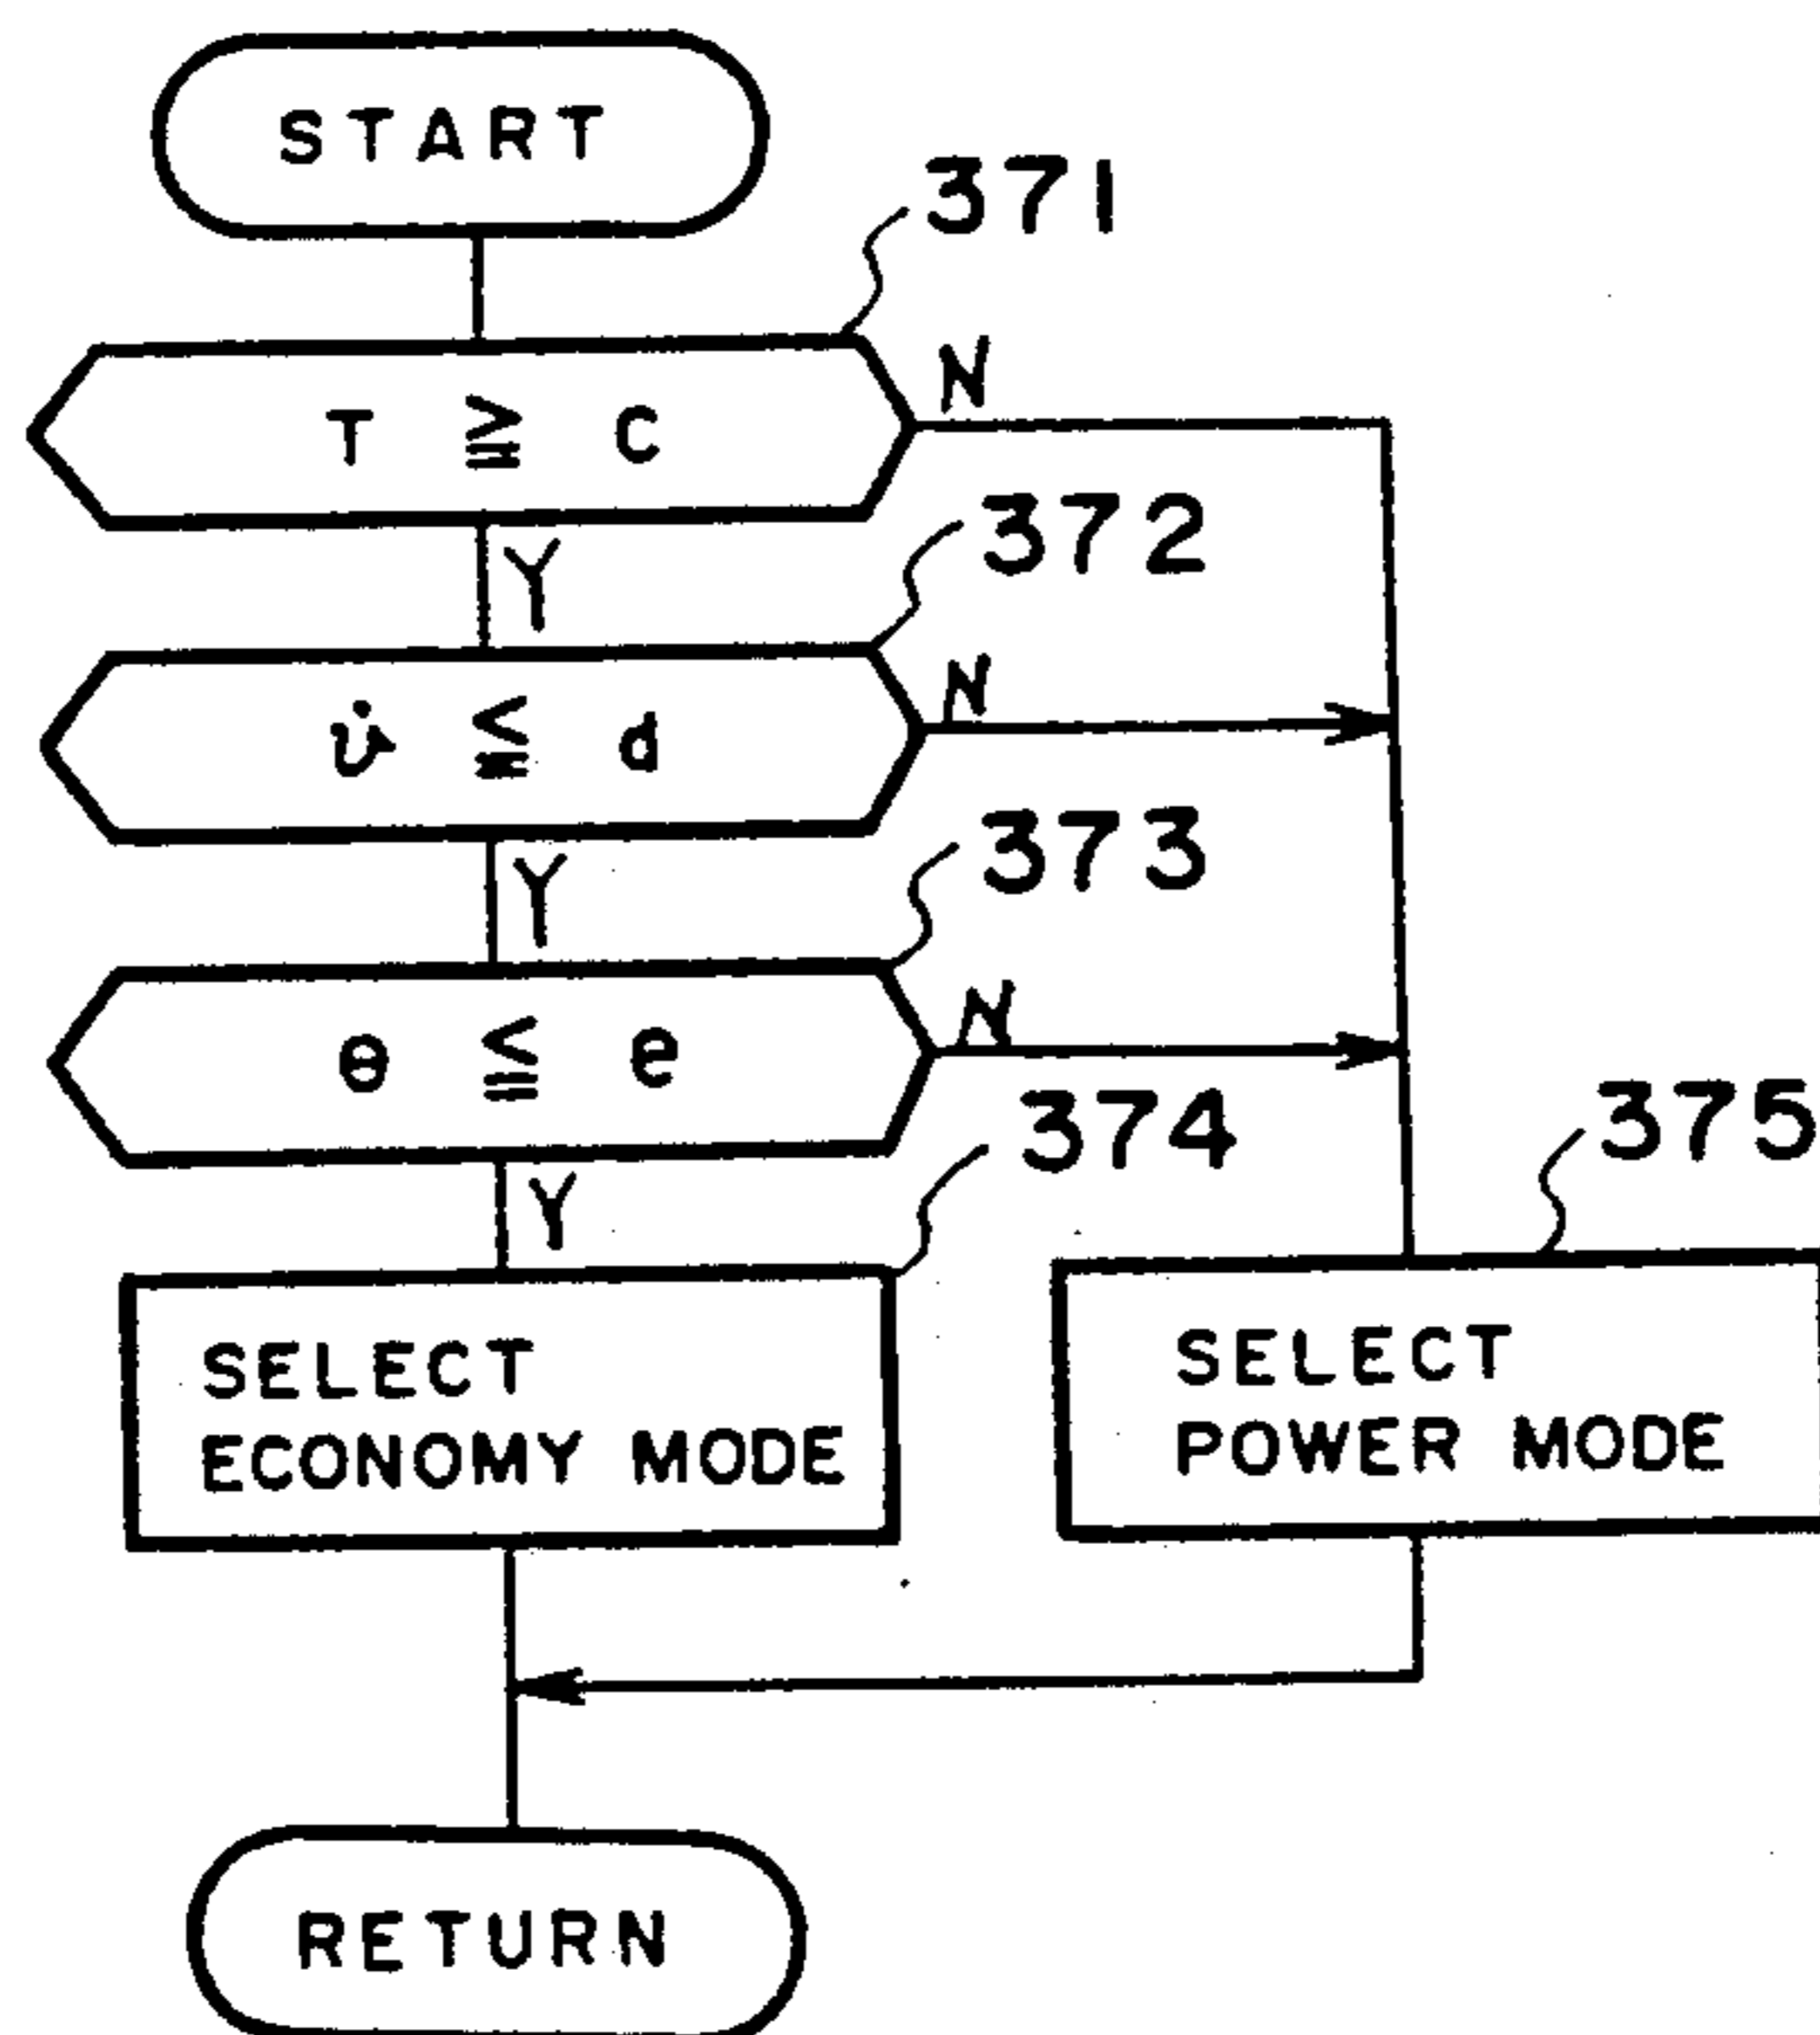 START
371
T ≧ C
N
Y
372
v̇ ≦ d
N
Y
373
θ ≦ e
N
Y
374
SELECT
ECONOMY MODE
375
SELECT
POWER MODE
RETURN